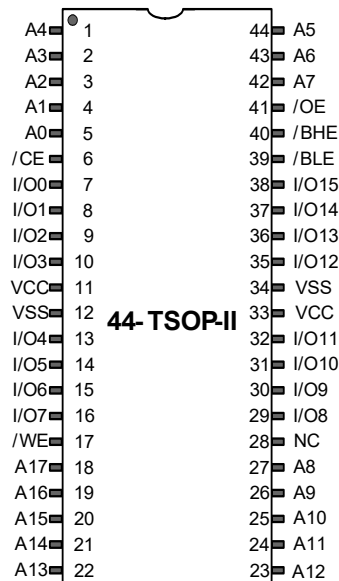 A4 1 44 A5
A3 2 43 A6
A2 3 42 A7
A1 4 41 /OE
A0 5 40 /BHE
/CE 6 39 /BLE
I/O0 7 38 I/O15
I/O1 8 37 I/O14
I/O2 9 36 I/O13
I/O3 10 35 I/O12
VCC 11 34 VSS
VSS 12 33 VCC
44-TSOP-II
I/O4 13 32 I/O11
I/O5 14 31 I/O10
I/O6 15 30 I/O9
I/O7 16 29 I/O8
/WE 17 28 NC
A17 18 27 A8
A16 19 26 A9
A15 20 25 A10
A14 21 24 A11
A13 22 23 A12